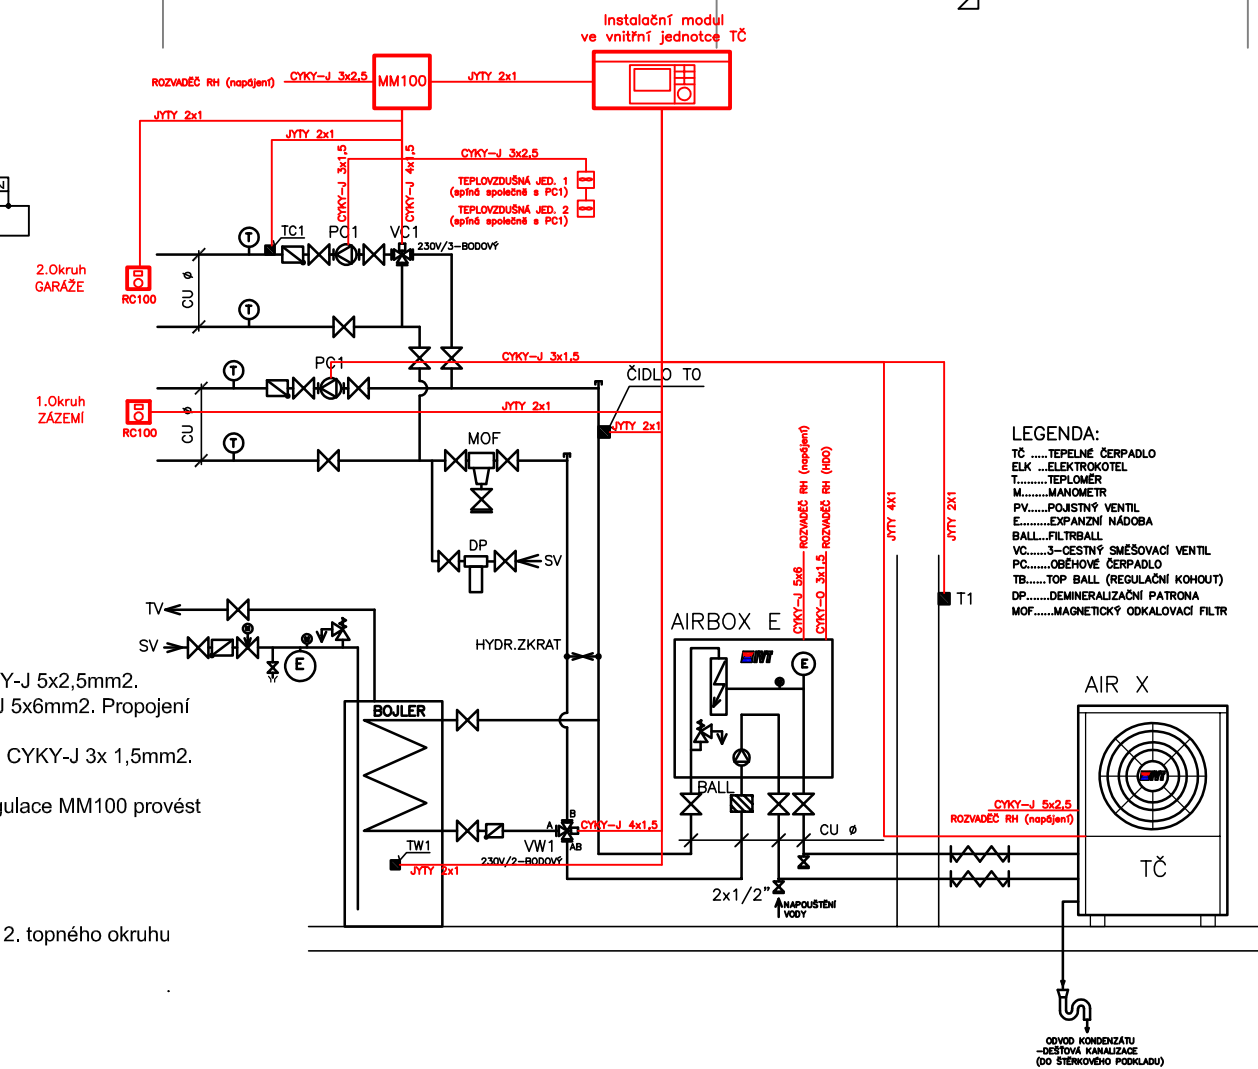 Instalační modul
ve vnitřní jednotce TČ
ROZVADĚČ RH (napájení)
CYKY-J 3x2,5
MM100
JYTY 2x1
JYTY 2x1
JYTY 2x1
CYKY-J 3x1,5
CYKY-J 4x1,5
CYKY-J 3x2,5
TEPLOVZDUŠNÁ JED. 1
(spíná společně s PC1)
TEPLOVZDUŠNÁ JED. 2
(spíná společně s PC1)
T
TC1
PC1
VC1
230V/3-BODOVÝ
2.Okruh
GARÁŽE
RC100
CU ø
T
CYKY-J 3x1,5
T
PC1
ČIDLO TO
1.Okruh
ZÁZEMÍ
RC100
CU ø
JYTY 2x1
JYTY 2x1
T
MOF
DP
SV
ROZVADĚČ RH (napájení)
ROZVADĚČ RH (HDO)
CYKY-J 5x6
CYKY-O 3x1,5
JYTY 4X1
JYTY 2X1
T1
LEGENDA:
TČ .....TEPELNÉ ČERPADLO
ELK ...ELEKTROKOTEL
T.........TEPLOMĚR
M........MANOMETR
PV......POJISTNÝ VENTIL
E.........EXPANZNÍ NÁDOBA
BALL...FILTRBALL
VC......3-CESTNÝ SMĚŠOVACÍ VENTIL
PC.......OBĚHOVÉ ČERPADLO
TB......TOP BALL (REGULAČNÍ KOHOUT)
DP.......DEMINERALIZAČNÍ PATRONA
MOF.....MAGNETICKÝ ODKALOVACÍ FILTR
TV
SV
E
HYDR.ZKRAT
AIRBOX E
IVT
E
Y-J 5x2,5mm2.
J 5x6mm2. Propojení
CYKY-J 3x 1,5mm2.
gulace MM100 provést
2. topného okruhu
.
BOJLER
A
B
AB
CYKY-J 4x1,5
VW1
230V/2-BODOVÝ
TW1
JYTY 2x1
BALL
CU ø
2x1/2"
NAPOUŠTĚNÍ
VODY
AIR X
IVT
CYKY-J 5x2,5
ROZVADĚČ RH (napájení)
TČ
ODVOD KONDENZÁTU
-DEŠŤOVÁ KANALIZACE
(DO ŠTĚRKOVÉHO PODKLADU)